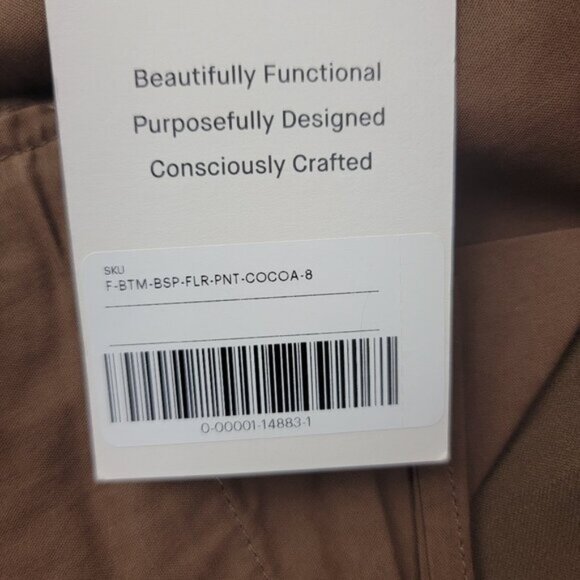 Beautifully Functional
Purposefully Designed
Consciously Crafted
SKU
F-BTM-BSP-FLR-PNT-COCOA-8
0-00001-14883-1